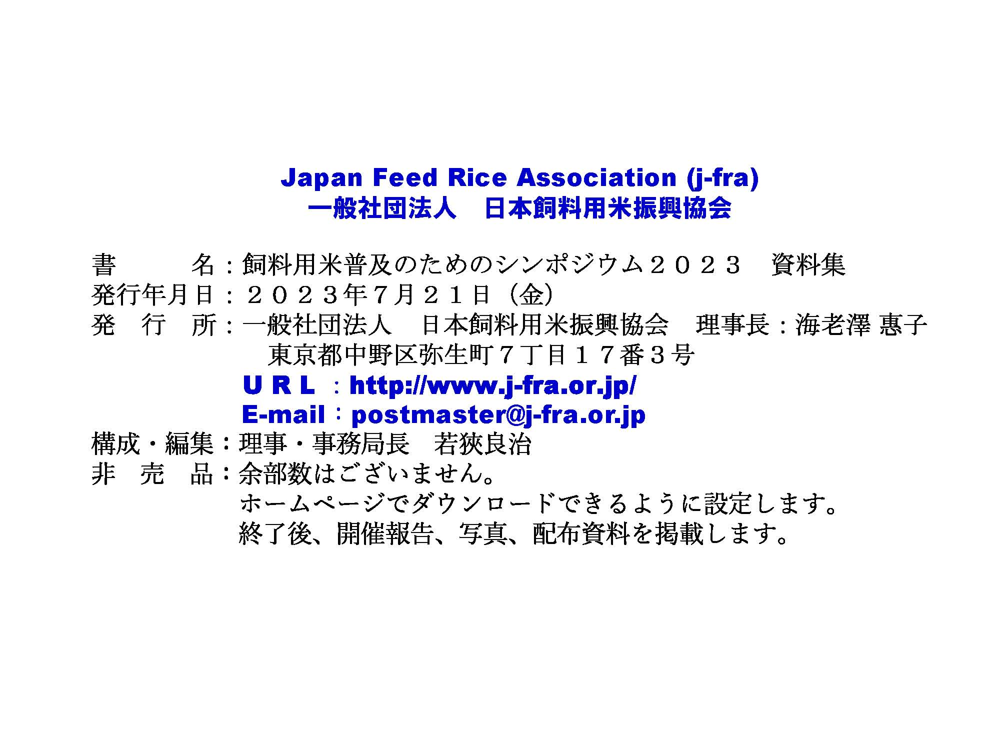 Japan Feed Rice Association (j-fra)
一般社団法人　日本飼料用米振興協会
書　　　名：飼料用米普及のためのシンポジウム２０２３　資料集
発行年月日：２０２３年７月２１日（金）
発　行　所：一般社団法人　日本飼料用米振興協会　理事長：海老澤 惠子
東京都中野区弥生町７丁目１７番３号
ＵＲＬ：http://www.j-fra.or.jp/
E-mail：postmaster@j-fra.or.jp
構成・編集：理事・事務局長　若狹良治
非　売　品：余部数はございません。
ホームページでダウンロードできるように設定します。
終了後、開催報告、写真、配布資料を掲載します。